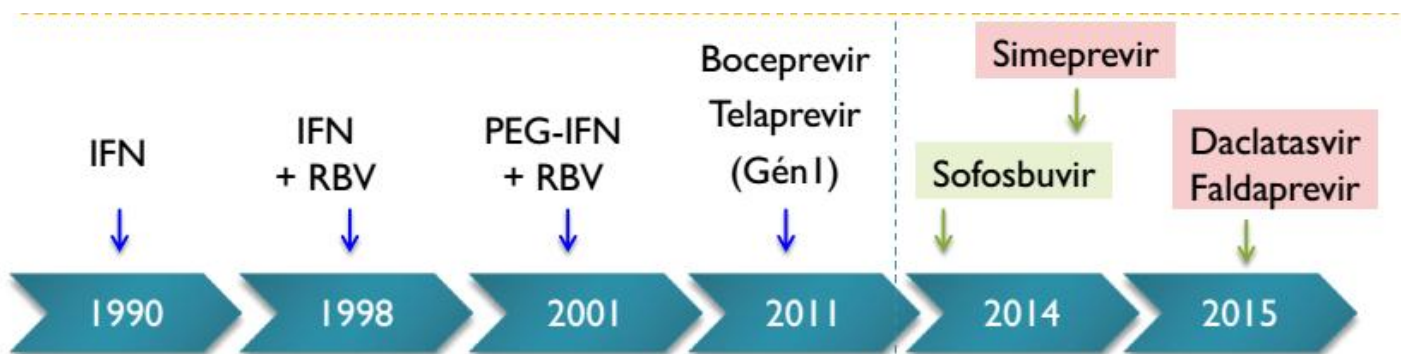 IFN
IFN
+ RBV
PEG-IFN
+ RBV
Boceprevir
Telaprevir
(Gén1)
Simeprevir
Sofosbuvir
Daclatasvir
Faldaprevir
1990
1998
2001
2011
2014
2015